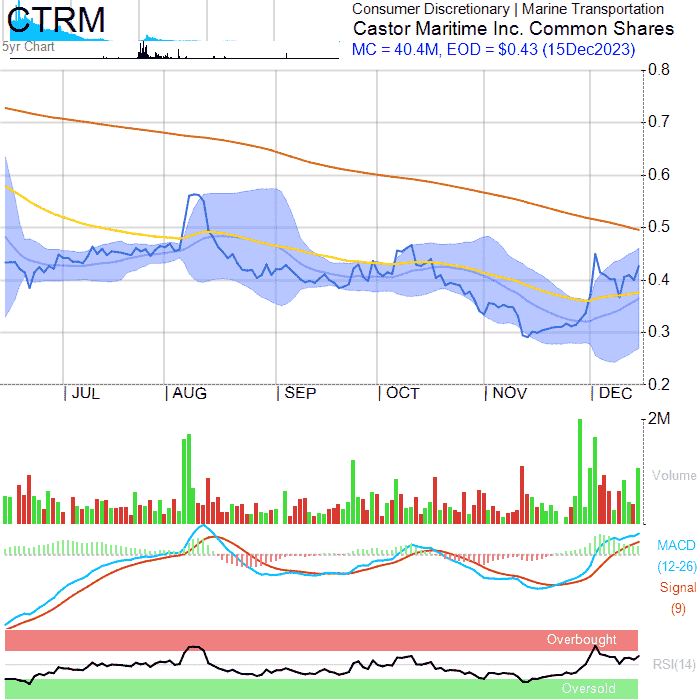 CTRM
5yr Chart
Consumer Discretionary | Marine Transportation
Castor Maritime Inc. Common Shares
MC = 40.4M, EOD = $0.43 (15Dec2023)
0.8
0.7
0.6
0.5
0.4
0.3
0.2
JUL AUG SEP OCT NOV DEC
2M
Volume
MACD
(12-26)
Signal
(9)
Overbought
RSI(14)
Oversold